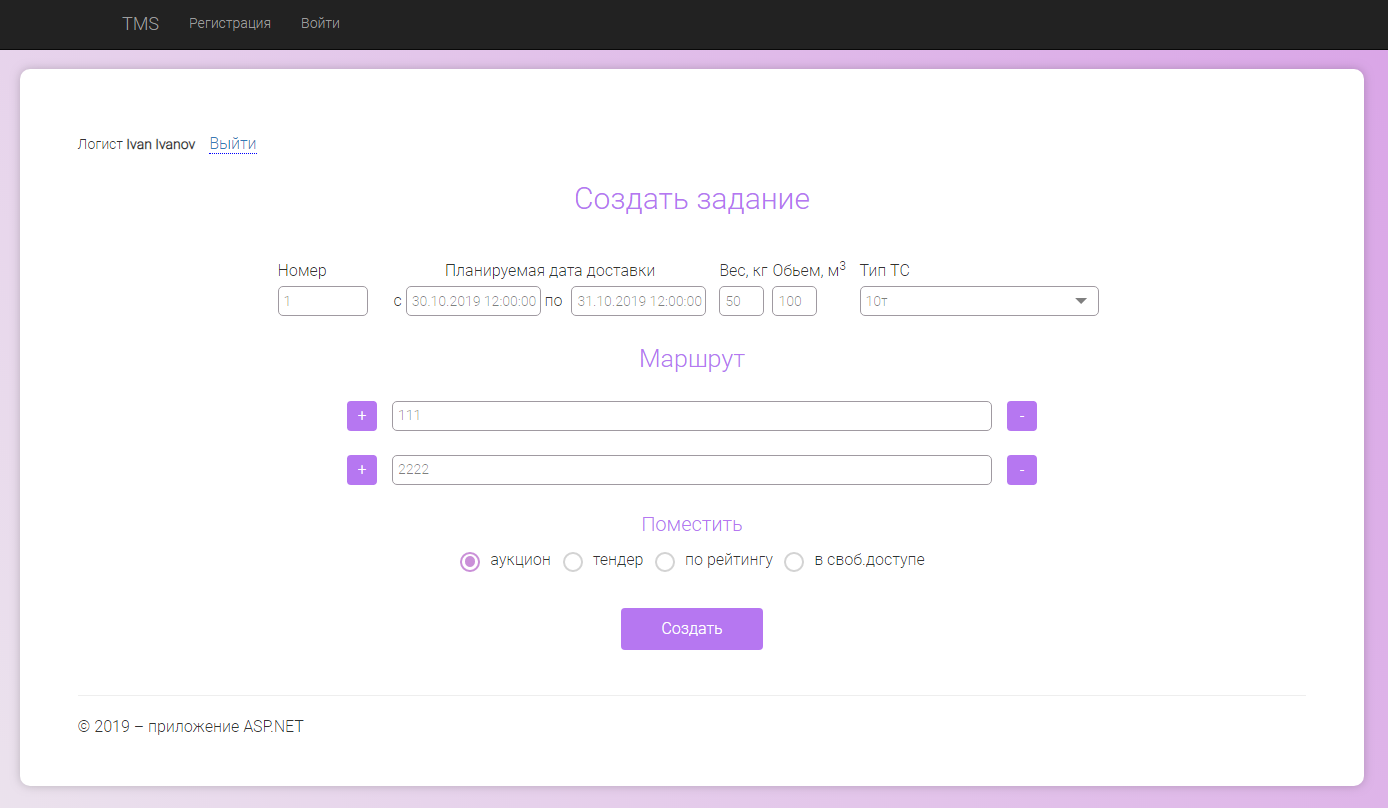 TMS Регистрация Войти
Логист Ivan Ivanov Выйти
Создать задание
Номер Планируемая дата доставки Вес, кг Обьем, м³ Тип ТС
1 с 30.10.2019 12:00:00 по 31.10.2019 12:00:00 50 100 10т
Маршрут
+ 111 -
+ 2222 -
Поместить
аукцион тендер по рейтингу в своб.доступе
Создать
© 2019 – приложение ASP.NET